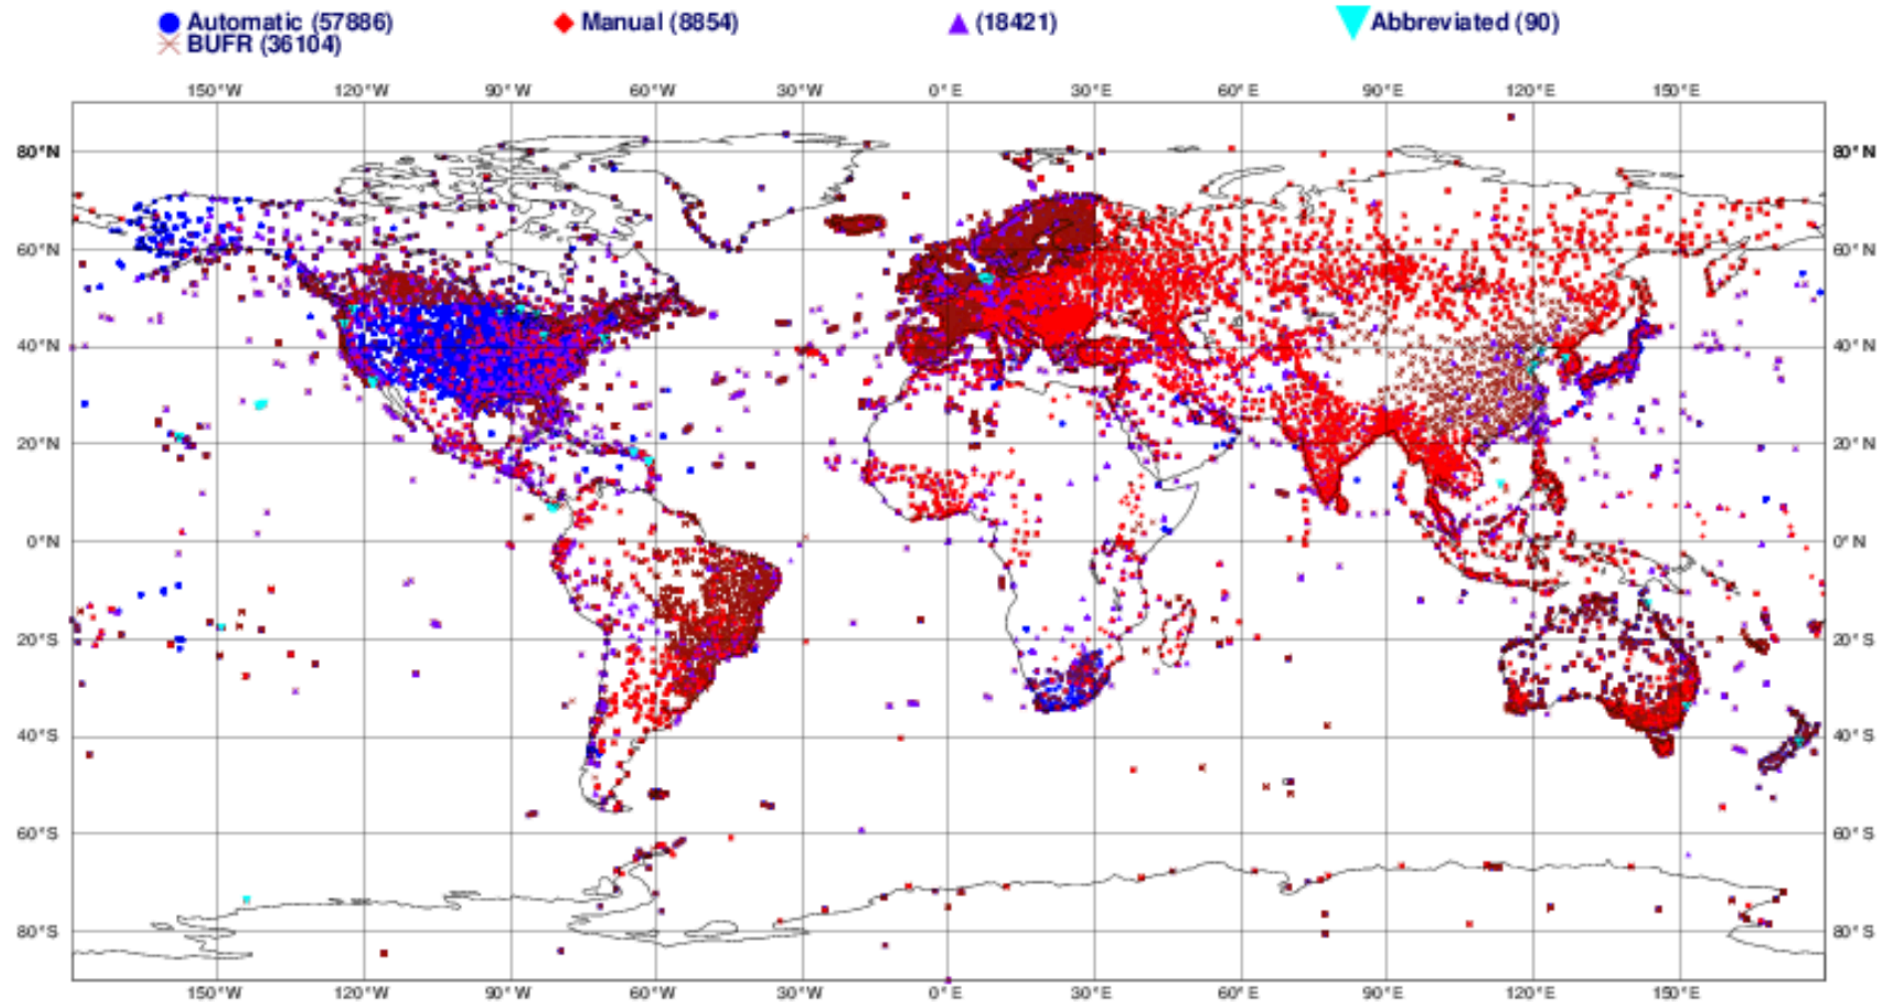 Automatic (57886) Manual (8854) (18421) Abbreviated (90)
BUFR (36104)
150°W 120°W 90°W 60°W 30°W 0°E 30°E 60°E 90°E 120°E 150°E
80°N 80°N
60°N 60°N
40°N 40°N
20°N 20°N
0°N 0°N
20°S 20°S
40°S 40°S
60°S 60°S
80°S 80°S
150°W 120°W 90°W 60°W 30°W 0°E 30°E 60°E 90°E 120°E 150°E